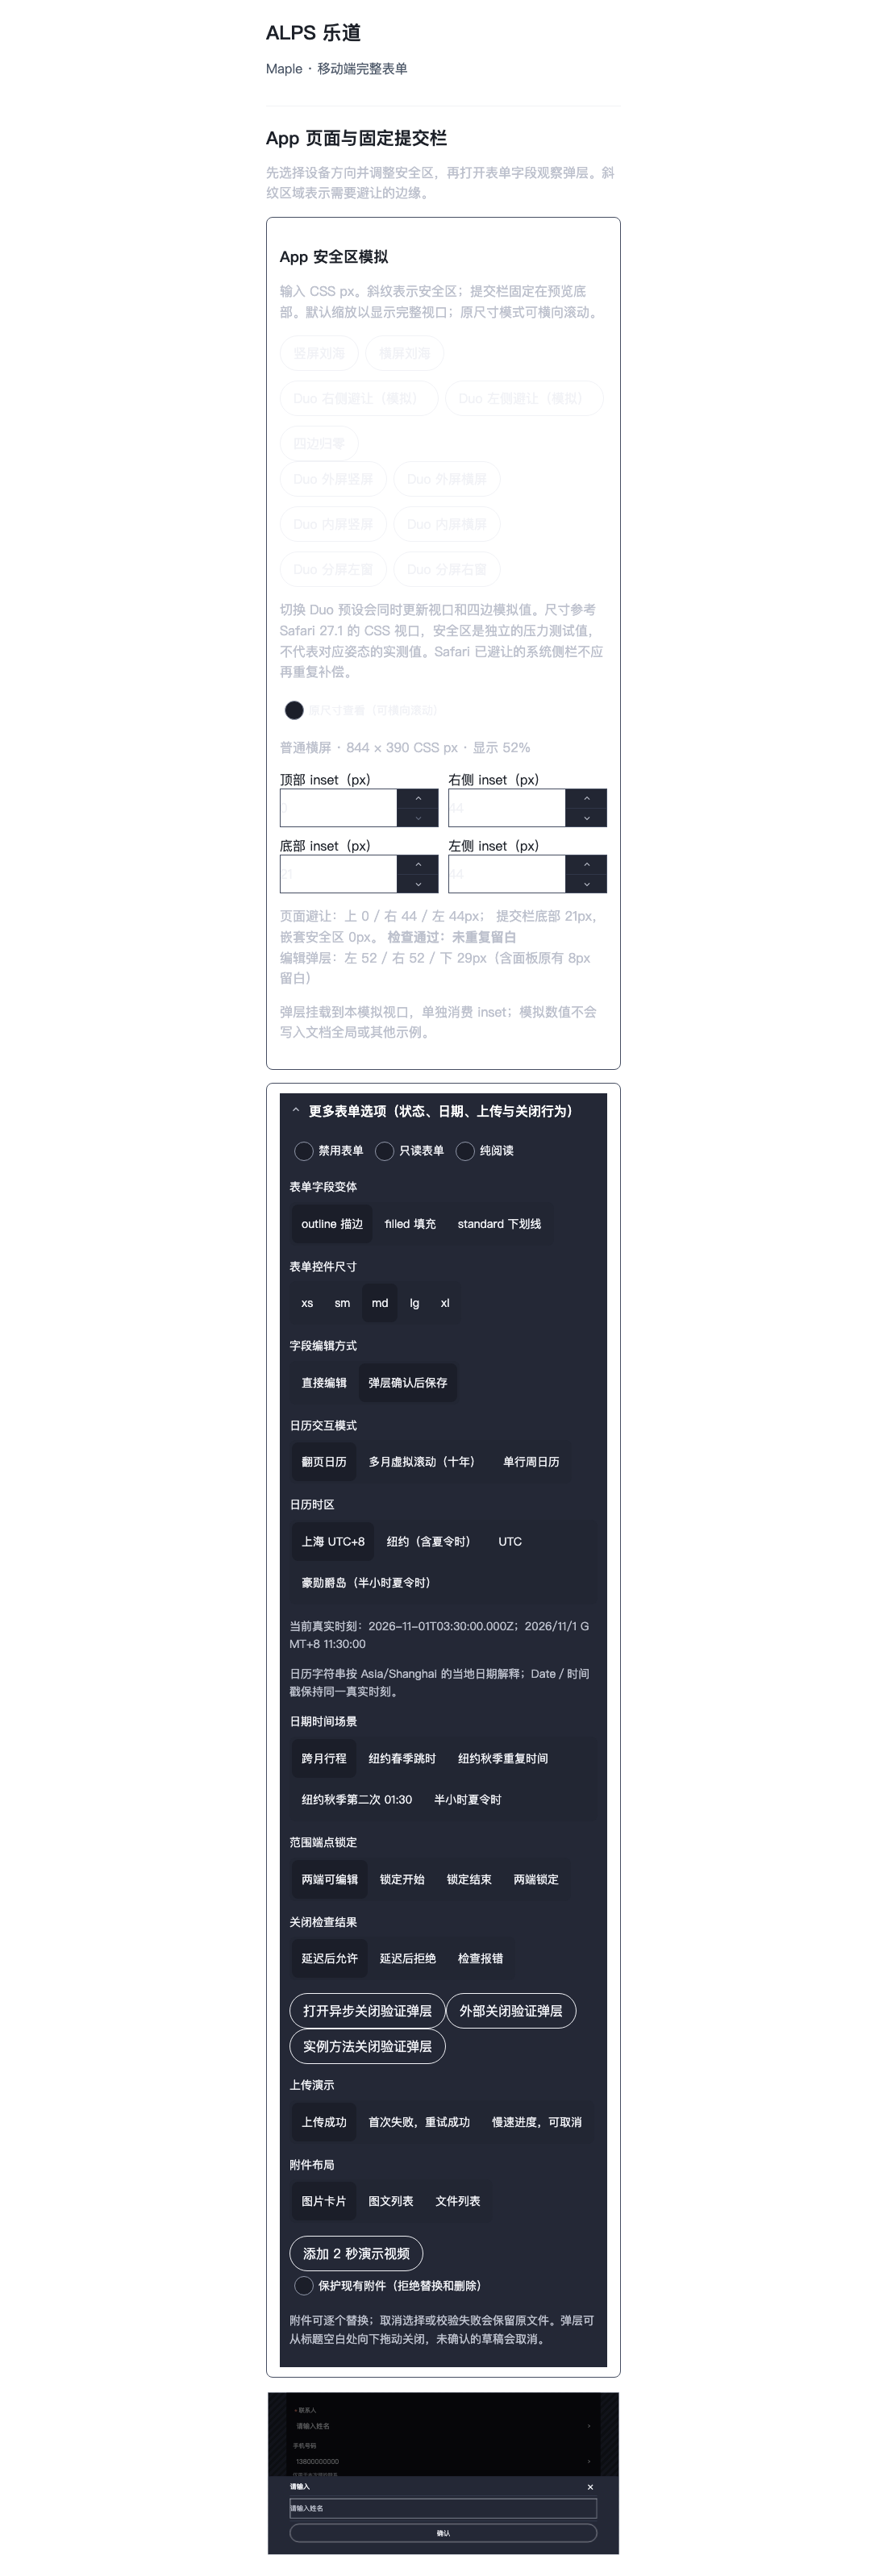 ALPS 乐道
Maple · 移动端完整表单
App 页面与固定提交栏
先选择设备方向并调整安全区，再打开表单字段观察弹层。斜
纹区域表示需要避让的边缘。
App 安全区模拟
输入 CSS px。斜纹表示安全区；提交栏固定在预览底
部。默认缩放以显示完整视口；原尺寸模式可横向滚动。
竖屏刘海 横屏刘海
Duo 右侧避让（模拟） Duo 左侧避让（模拟）
四边归零
Duo 外屏竖屏 Duo 外屏横屏
Duo 内屏竖屏 Duo 内屏横屏
Duo 分屏左窗 Duo 分屏右窗
切换 Duo 预设会同时更新视口和四边模拟值。尺寸参考
Safari 27.1 的 CSS 视口，安全区是独立的压力测试值，
不代表对应姿态的实测值。Safari 已避让的系统侧栏不应
再重复补偿。
原尺寸查看（可横向滚动）
普通横屏 · 844 × 390 CSS px · 显示 52%
顶部 inset（px） 右侧 inset（px）
0 44
底部 inset（px） 左侧 inset（px）
21 44
页面避让：上 0 / 右 44 / 左 44px； 提交栏底部 21px，
嵌套安全区 0px。 检查通过：未重复留白
编辑弹层：左 52 / 右 52 / 下 29px（含面板原有 8px
留白）
弹层挂载到本模拟视口，单独消费 inset；模拟数值不会
写入文档全局或其他示例。
更多表单选项（状态、日期、上传与关闭行为）
禁用表单 只读表单 纯阅读
表单字段变体
outline 描边 filled 填充 standard 下划线
表单控件尺寸
xs sm md lg xl
字段编辑方式
直接编辑 弹层确认后保存
日历交互模式
翻页日历 多月虚拟滚动（十年） 单行周日历
日历时区
上海 UTC+8 纽约（含夏令时） UTC
豪勋爵岛（半小时夏令时）
当前真实时刻：2026-11-01T03:30:00.000Z；2026/11/1 G
MT+8 11:30:00
日历字符串按 Asia/Shanghai 的当地日期解释；Date / 时间
戳保持同一真实时刻。
日期时间场景
跨月行程 纽约春季跳时 纽约秋季重复时间
纽约秋季第二次 01:30 半小时夏令时
范围端点锁定
两端可编辑 锁定开始 锁定结束 两端锁定
关闭检查结果
延迟后允许 延迟后拒绝 检查报错
打开异步关闭验证弹层 外部关闭验证弹层
实例方法关闭验证弹层
上传演示
上传成功 首次失败，重试成功 慢速进度，可取消
附件布局
图片卡片 图文列表 文件列表
添加 2 秒演示视频
保护现有附件（拒绝替换和删除）
附件可逐个替换；取消选择或校验失败会保留原文件。弹层可
从标题空白处向下拖动关闭，未确认的草稿会取消。
* 联系人
请输入姓名
手机号码
13800000000
请输入
请输入姓名
确认